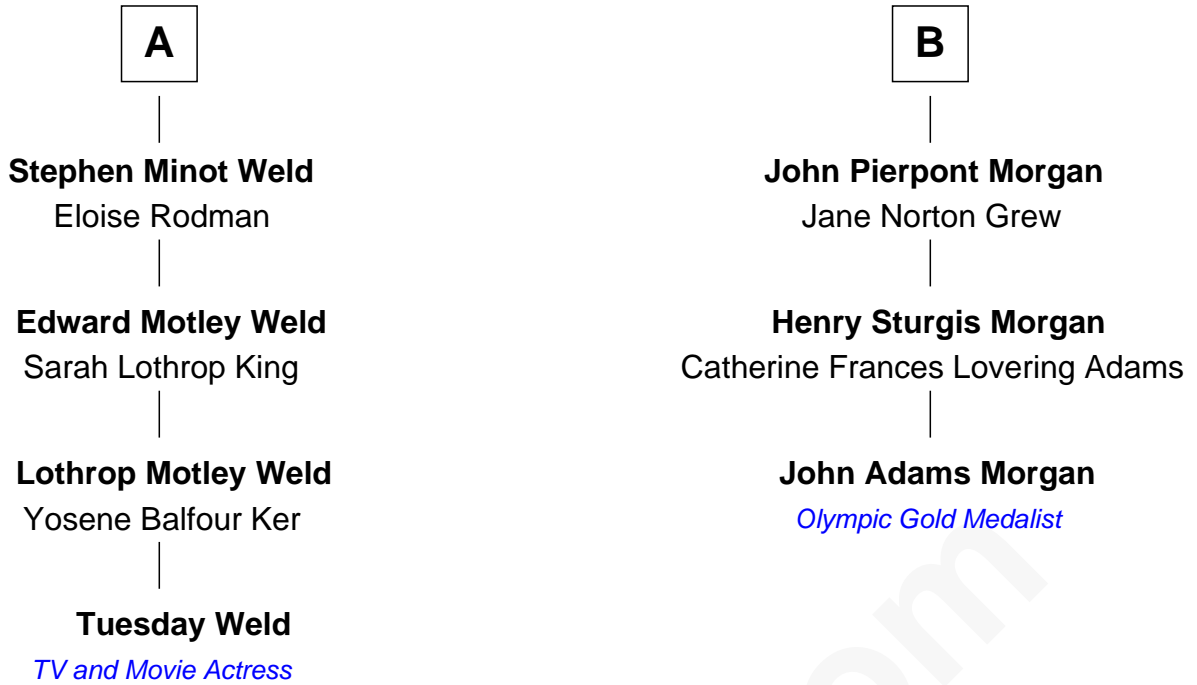 A
Stephen Minot Weld
Eloise Rodman
Edward Motley Weld
Sarah Lothrop King
Lothrop Motley Weld
Yosene Balfour Ker
Tuesday Weld
TV and Movie Actress
B
John Pierpont Morgan
Jane Norton Grew
Henry Sturgis Morgan
Catherine Frances Lovering Adams
John Adams Morgan
Olympic Gold Medalist
om